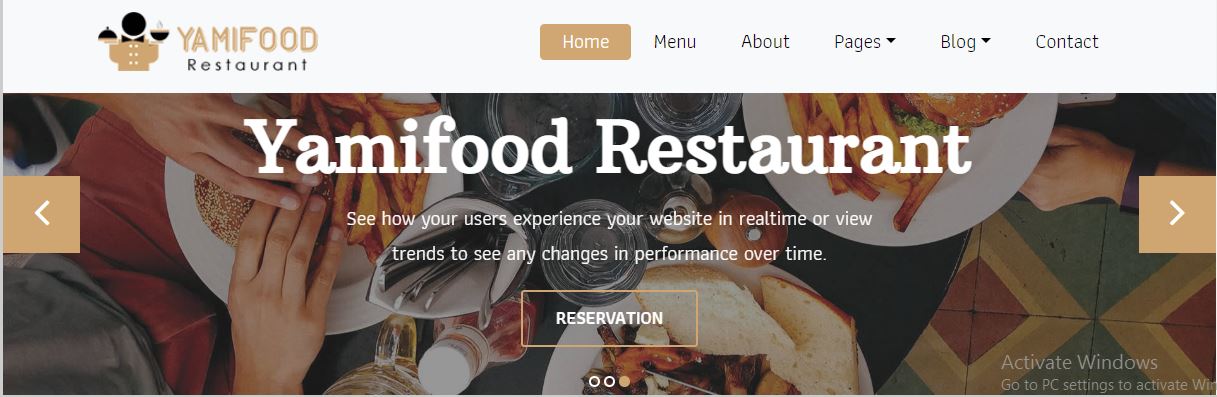 YAMIFOOD
Restaurant
Home Menu About Pages Blog Contact
Yamifood Restaurant
See how your users experience your website in realtime or view
trends to see any changes in performance over time.
RESERVATION
Activate Windows
Go to PC settings to activate Win